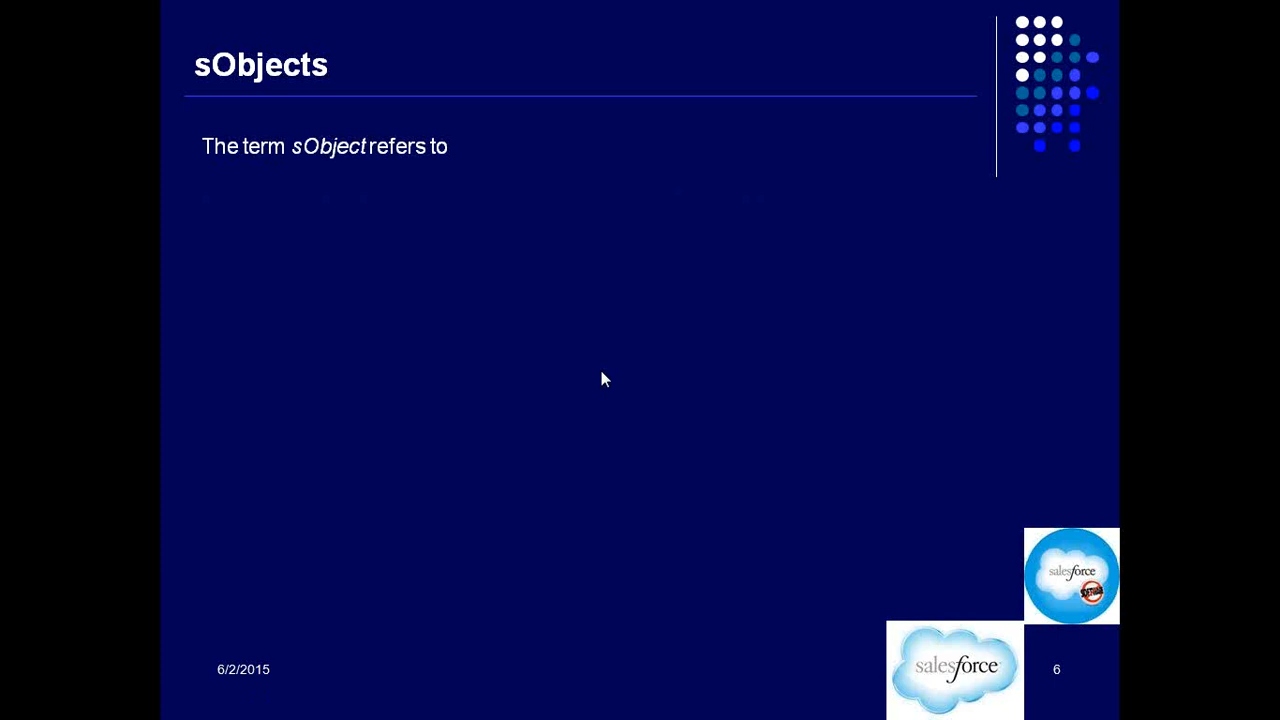 sObjects
The term sObject refers to
salesforce
salesforce
6/2/2015
6